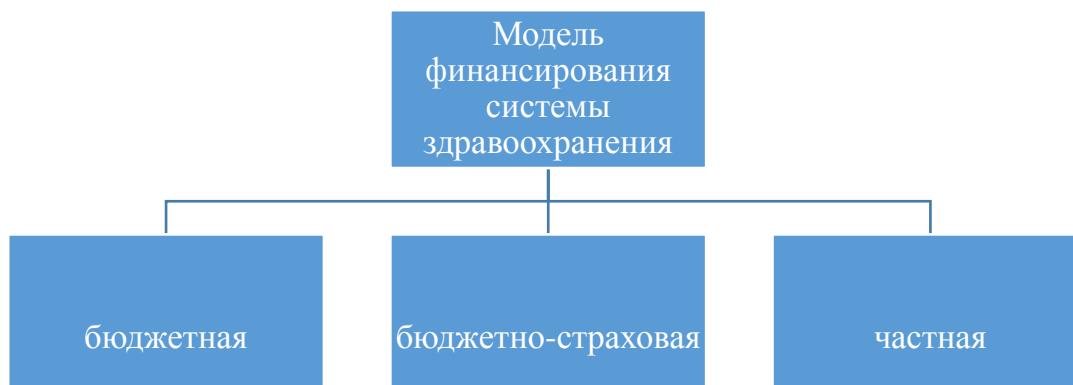 Модель
финансирования
системы
здравоохранения
бюджетная
бюджетно-страховая
частная